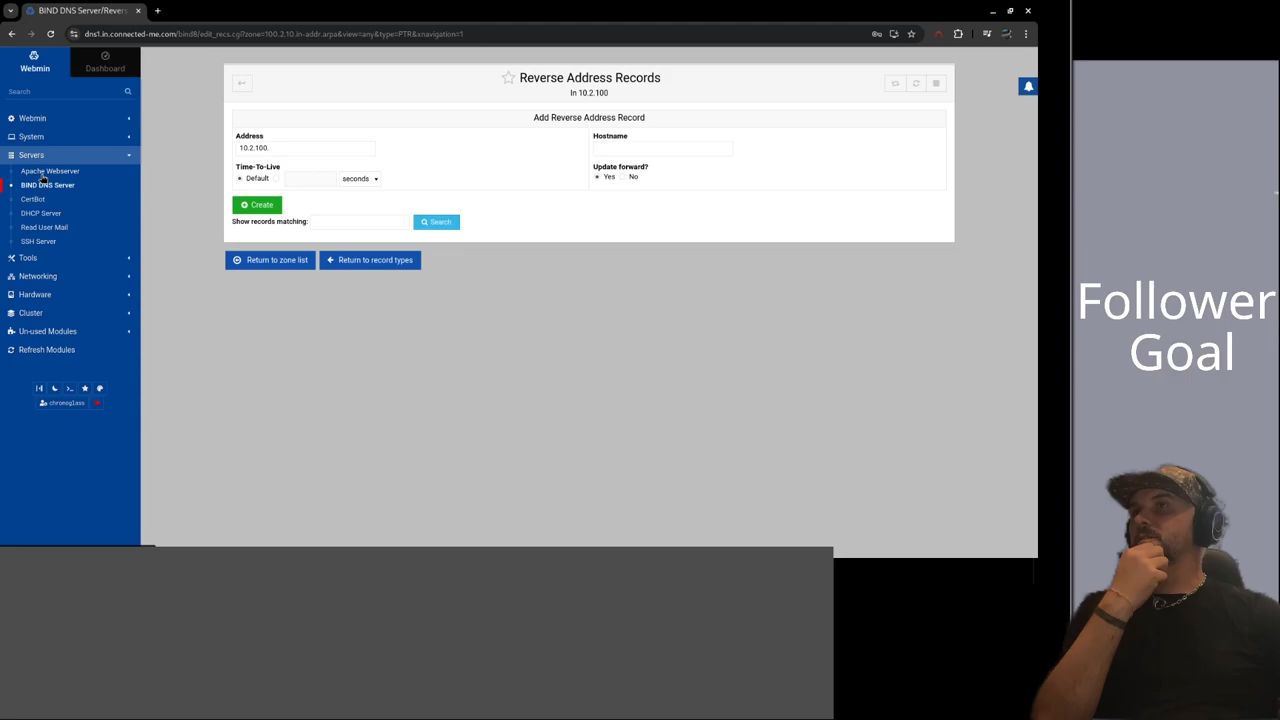 BIND DNS Server/Revers
dns1.in.connected-me.com/bind8/edit_recs.cgi?zone=100.2.10.in-addr.arpa&view=any&type=PTR&xnavigation=1
Webmin
Dashboard
Search
Webmin
System
Servers
Apache Webserver
BIND DNS Server
CertBot
DHCP Server
Read User Mail
SSH Server
Tools
Networking
Hardware
Cluster
Un-used Modules
Refresh Modules
chronoglass
Reverse Address Records
In 10.2.100
Add Reverse Address Record
Address
10.2.100.
Hostname
Time-To-Live
Default
seconds
Update forward?
Yes No
Create
Show records matching:
Search
Return to zone list
Return to record types
Follower
Goal